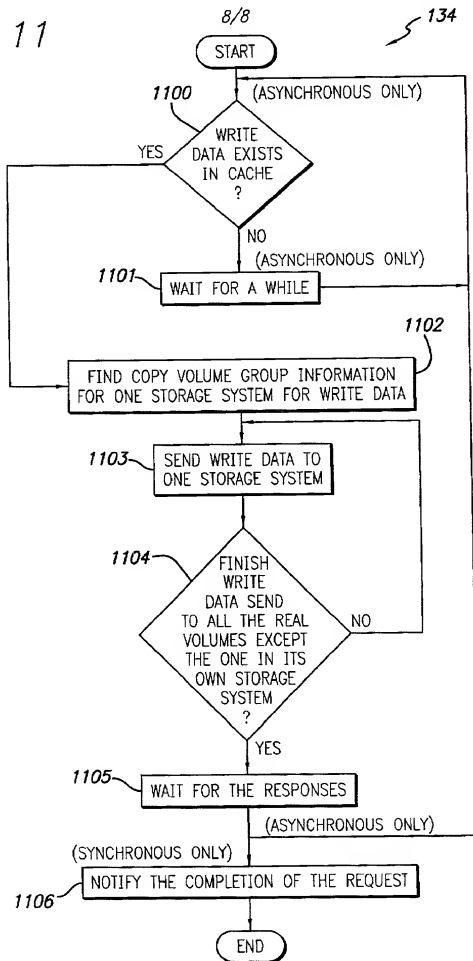 11
8/8
134
START
(ASYNCHRONOUS ONLY)
1100
WRITE
DATA EXISTS
IN CACHE
?
YES
NO
(ASYNCHRONOUS ONLY)
1101
WAIT FOR A WHILE
1102
FIND COPY VOLUME GROUP INFORMATION
FOR ONE STORAGE SYSTEM FOR WRITE DATA
1103
SEND WRITE DATA TO
ONE STORAGE SYSTEM
1104
FINISH
WRITE
DATA SEND
TO ALL THE REAL
VOLUMES EXCEPT
THE ONE IN ITS
OWN STORAGE
SYSTEM
?
NO
YES
1105
WAIT FOR THE RESPONSES
(ASYNCHRONOUS ONLY)
(SYNCHRONOUS ONLY)
NOTIFY THE COMPLETION OF THE REQUEST
1106
END